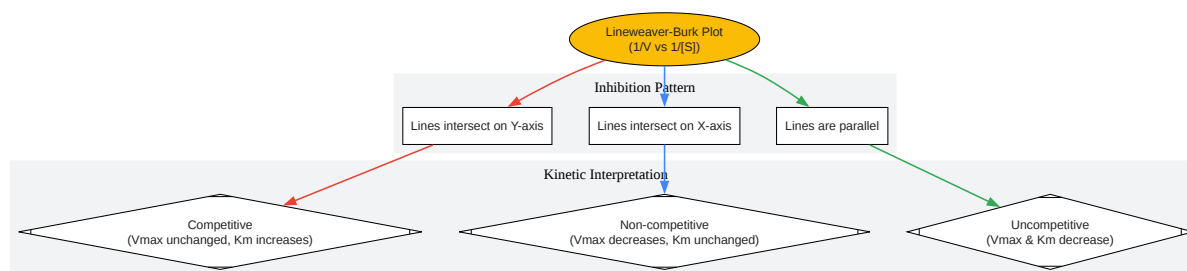 Lineweaver-Burk Plot
(1/V vs 1/[S])
Inhibition Pattern
Lines intersect on Y-axis
Lines intersect on X-axis
Lines are parallel
Kinetic Interpretation
Competitive
(Vmax unchanged, Km increases)
Non-competitive
(Vmax decreases, Km unchanged)
Uncompetitive
(Vmax & Km decrease)